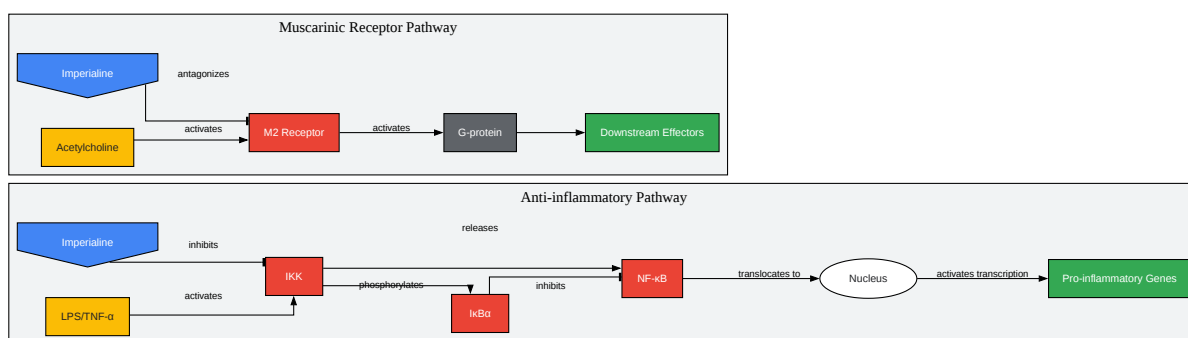 Muscarinic Receptor Pathway
Imperialine
antagonizes
activates
M2 Receptor
activates
G-protein
Downstream Effectors
Acetylcholine
Anti-inflammatory Pathway
Imperialine
releases
inhibits
IKK
NF-κB
translocates to
Nucleus
activates transcription
Pro-inflammatory Genes
phosphorylates
inhibits
activates
LPS/TNF-α
IκBα